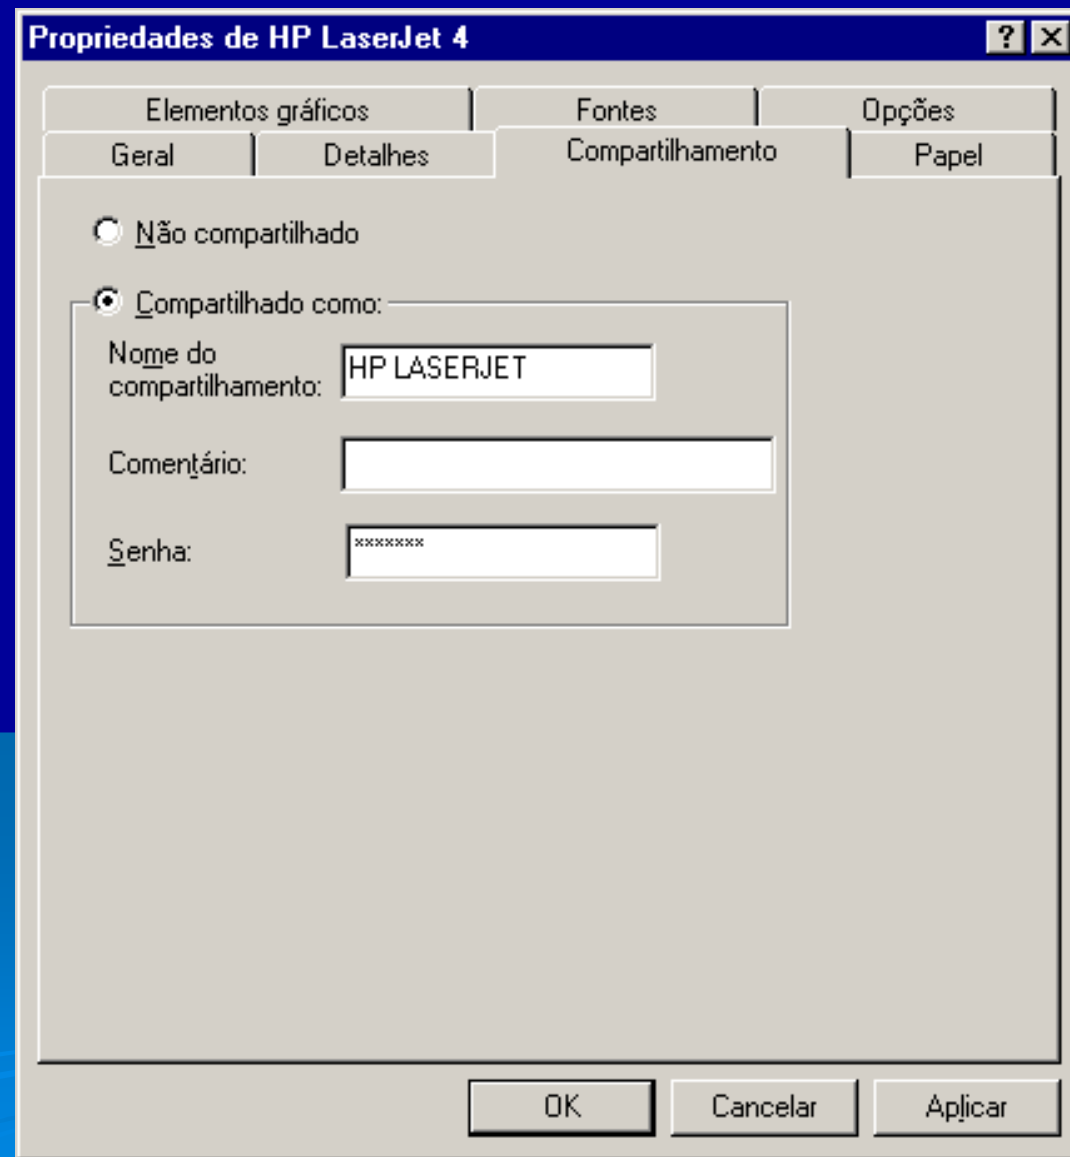 Propriedades de HP LaserJet 4
Elementos gráficos Fontes Opções
Geral Detalhes Compartilhamento Papel
Não compartilhado
Compartilhado como:
Nome do
compartilhamento:
HP LASERJET
Comentário:
Senha: xxxxxxx
OK Cancelar Aplicar